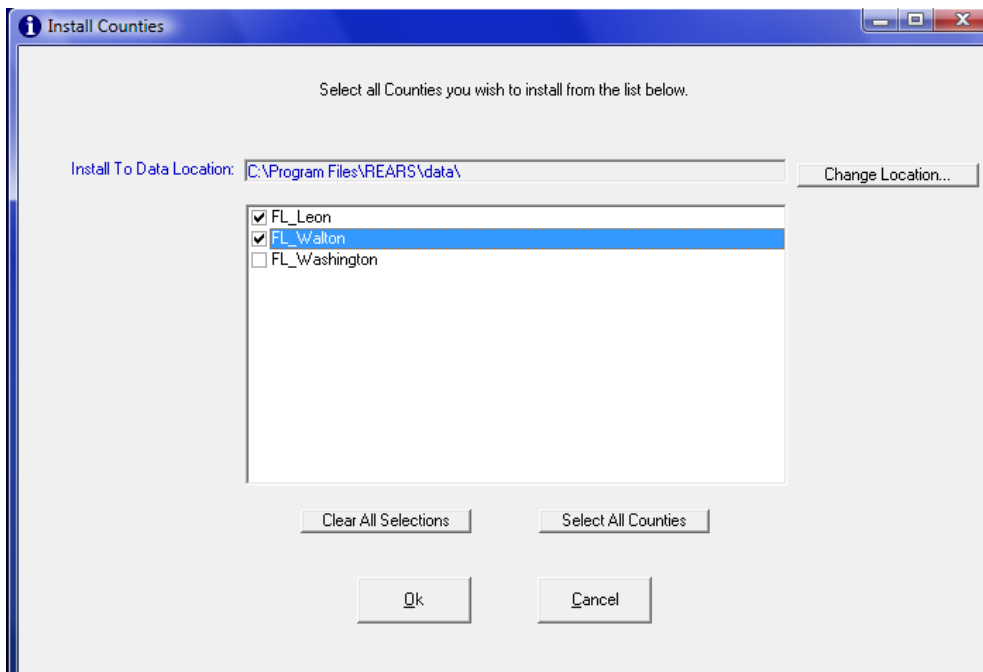 Install Counties
Select all Counties you wish to install from the list below.
Install To Data Location: C:\Program Files\REARS\data\ Change Location...
FL_Leon
FL_Walton
FL_Washington
Clear All Selections Select All Counties
Ok Cancel